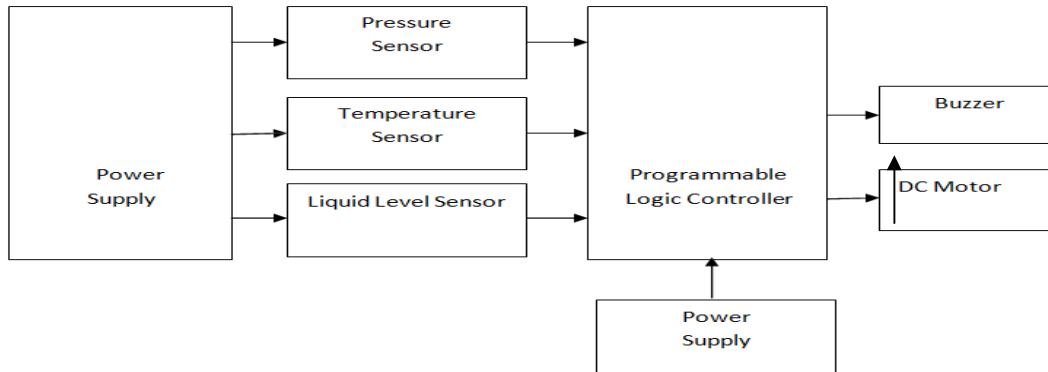 Pressure
Sensor
Temperature
Sensor
Power
Supply
Liquid Level Sensor
Programmable
Logic Controller
Buzzer
DC Motor
Power
Supply